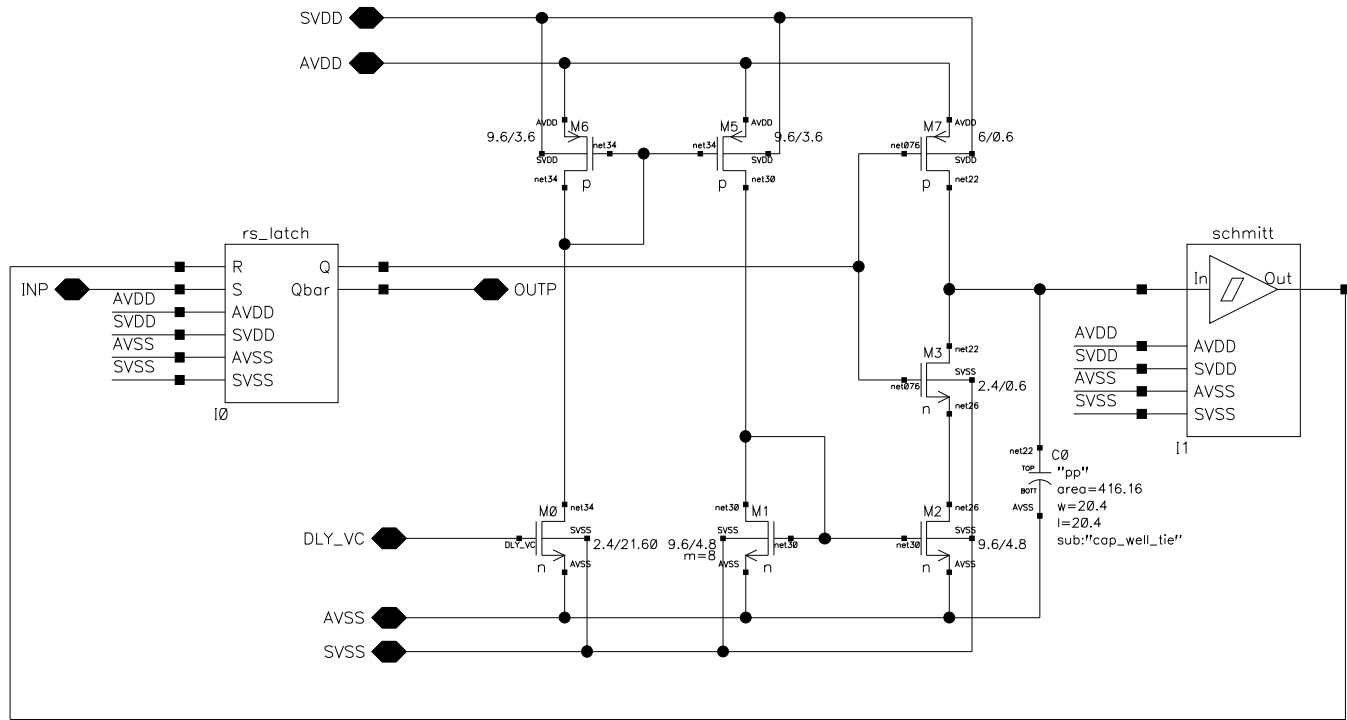 SVDD
AVDD
M6
AVDD
9.6/3.6
SVDD
net34
net34
p
M5
AVDD
9.6/3.6
net34
SVDD
net30
p
M7
AVDD
6/0.6
net076
SVDD
net22
p
rs_latch
R
Q
INP
S
Qbar
OUTP
AVDD
AVDD
SVDD
SVDD
AVSS
AVSS
SVSS
SVSS
I0
schmitt
In
Out
AVDD
AVDD
SVDD
SVDD
AVSS
AVSS
SVSS
SVSS
I1
M3
net22
SVSS
net076
2.4/0.6
n
net26
net22
C0
TOP
"pp"
BOTT
area=416.16
AVSS
w=20.4
l=20.4
sub:"cap_well_tie"
DLY_VC
M0
net34
DLY_VC
SVSS
2.4/21.60
AVSS
n
net30
M1
SVSS
9.6/4.8
m=8
net30
AVSS
n
M2
net26
SVSS
net30
9.6/4.8
AVSS
n
AVSS
SVSS